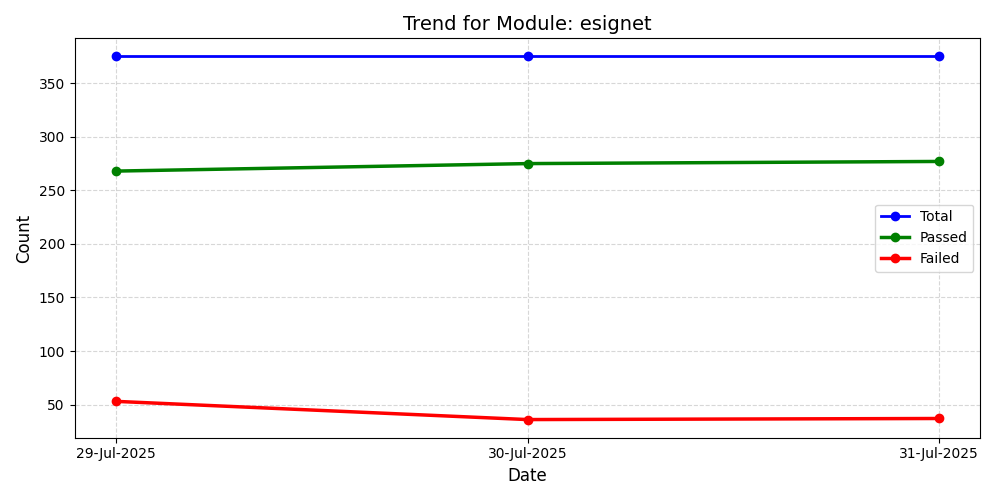 Trend for Module: esignet
Count
350
300
250
200
150
100
50
Total
Passed
Failed
29-Jul-2025 30-Jul-2025 31-Jul-2025
Date